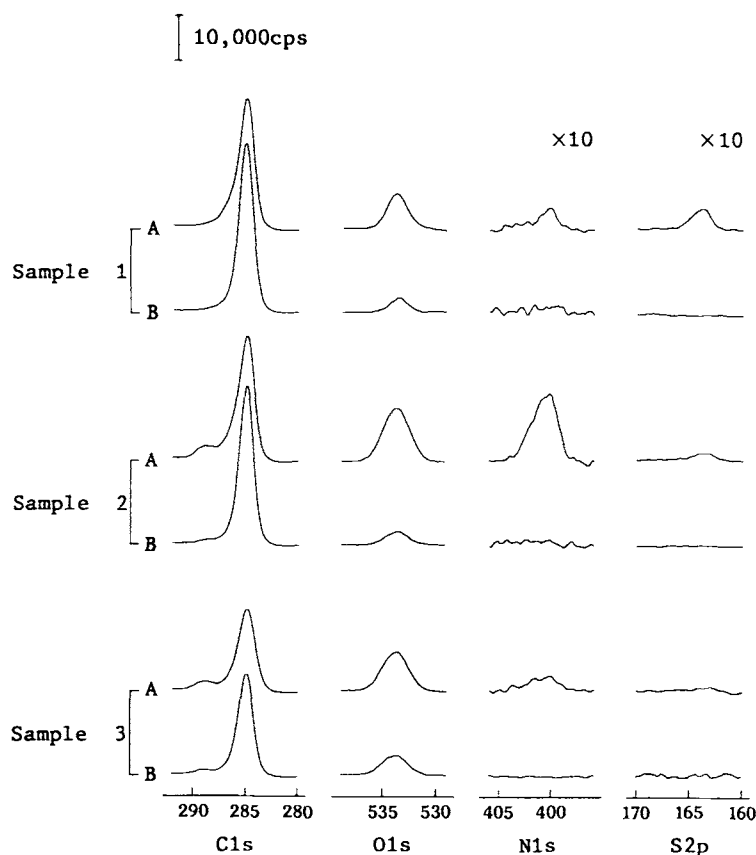 10,000cps
×10 ×10
A
Sample 1
B
A
Sample 2
B
A
Sample 3
B
290 285 280 535 530 405 400 170 165 160
C1s O1s N1s S2p